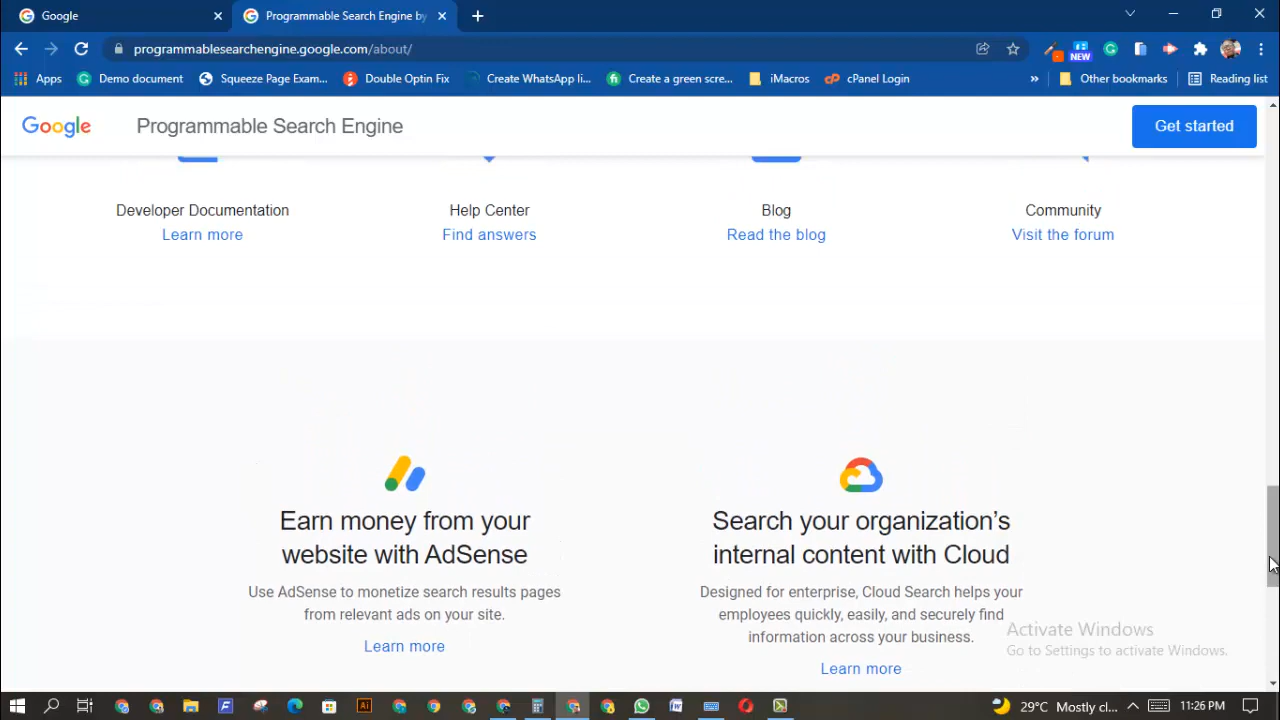 Google
Programmable Search Engine by
programmablesearchengine.google.com/about/
NEW
Apps
Demo document
Squeeze Page Exam...
Double Optin Fix
Create WhatsApp li...
Create a green scre...
iMacros
cPanel Login
»
Other bookmarks
Reading list
Google
Programmable Search Engine
Get started
Developer Documentation
Help Center
Blog
Community
Learn more
Find answers
Read the blog
Visit the forum
Earn money from your
website with AdSense
Use AdSense to monetize search results pages
from relevant ads on your site.
Learn more
Search your organization’s
internal content with Cloud
Designed for enterprise, Cloud Search helps your
employees quickly, easily, and securely find
information across your business.
Learn more
Activate Windows
Go to Settings to activate Windows.
29°C Mostly cl...
11:26 PM